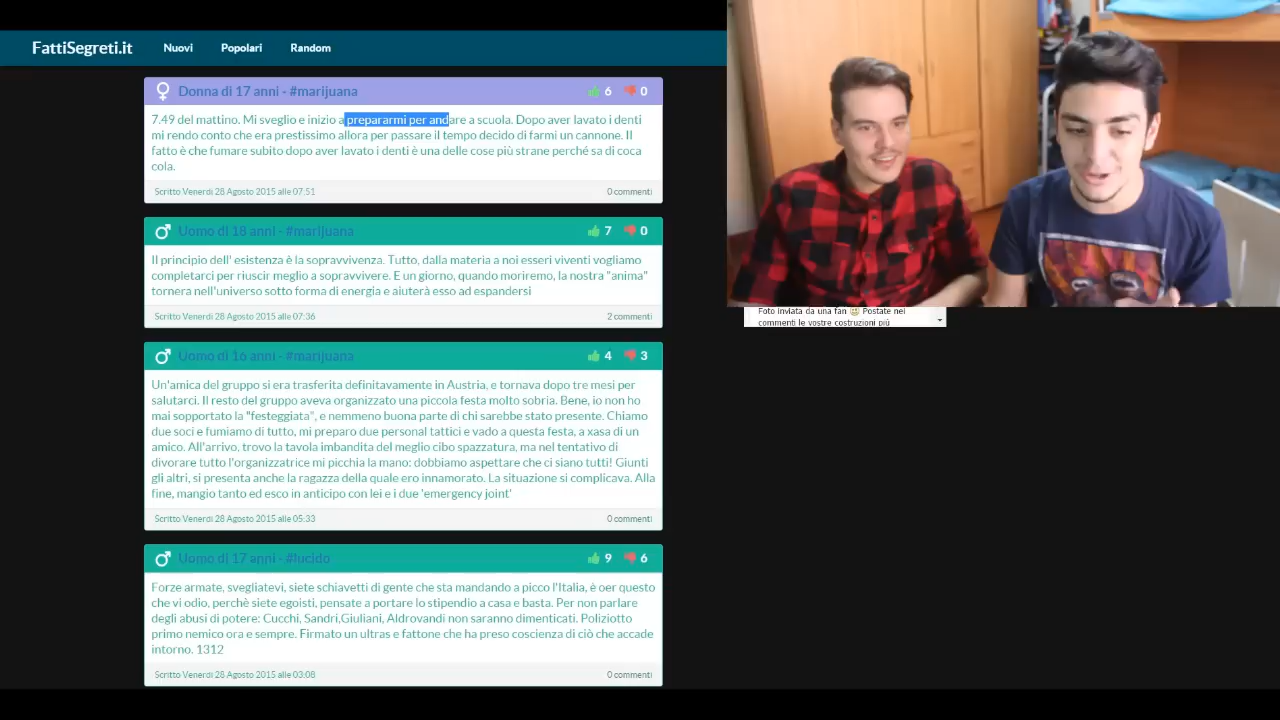 FattiSegreti.it Nuovi Popolari Random
Donna di 17 anni - #marijuana 6 0
7.49 del mattino. Mi sveglio e inizio a prepararmi per andare a scuola. Dopo aver lavato i denti
mi rendo conto che era prestissimo allora per passare il tempo decido di farmi un cannone. Il
fatto è che fumare subito dopo aver lavato i denti è una delle cose più strane perché sa di coca
cola.
Scritto Venerdi 28 Agosto 2015 alle 07:51 0 commenti
Uomo di 18 anni - #marijuana 7 0
Il principio dell' esistenza è la sopravvivenza. Tutto, dalla materia a noi esseri viventi vogliamo
completarci per riuscir meglio a sopravvivere. E un giorno, quando moriremo, la nostra "anima"
tornera nell'universo sotto forma di energia e aiuterà esso ad espandersi
Scritto Venerdi 28 Agosto 2015 alle 07:36 2 commenti
Uomo di 16 anni - #marijuana 4 3
Un'amica del gruppo si era trasferita definitavamente in Austria, e tornava dopo tre mesi per
salutarci. Il resto del gruppo aveva organizzato una piccola festa molto sobria. Bene, io non ho
mai sopportato la "festeggiata", e nemmeno buona parte di chi sarebbe stato presente. Chiamo
due soci e fumiamo di tutto, mi preparo due personal tattici e vado a questa festa, a xasa di un
amico. All'arrivo, trovo la tavola imbandita del meglio cibo spazzatura, ma nel tentativo di
divorare tutto l'organizzatrice mi picchia la mano: dobbiamo aspettare che ci siano tutti! Giunti
gli altri, si presenta anche la ragazza della quale ero innamorato. La situazione si complicava. Alla
fine, mangio tanto ed esco in anticipo con lei e i due 'emergency joint'
Scritto Venerdi 28 Agosto 2015 alle 05:33 0 commenti
Uomo di 17 anni - #lucido 9 6
Forze armate, svegliatevi, siete schiavetti di gente che sta mandando a picco l'Italia, è oer questo
che vi odio, perchè siete egoisti, pensate a portare lo stipendio a casa e basta. Per non parlare
degli abusi di potere: Cucchi, Sandri,Giuliani, Aldrovandi non saranno dimenticati. Poliziotto
primo nemico ora e sempre. Firmato un ultras e fattone che ha preso coscienza di ciò che accade
intorno. 1312
Scritto Venerdi 28 Agosto 2015 alle 03:08 0 commenti
Foto inviata da una fan Postate nei
commenti le vostre costruzioni più